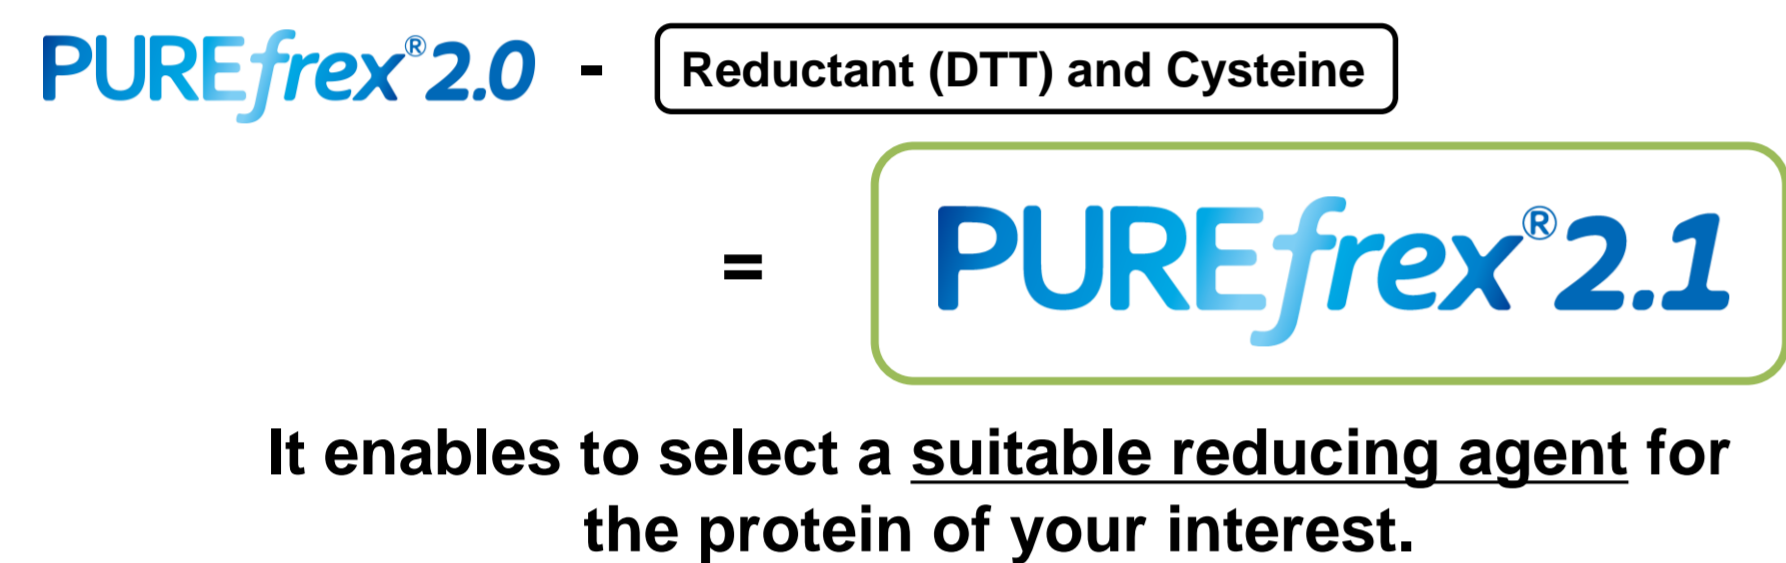 PUREfrex®2.0 - Reductant (DTT) and Cysteine
= PUREfrex®2.1
It enables to select a suitable reducing agent for
the protein of your interest.